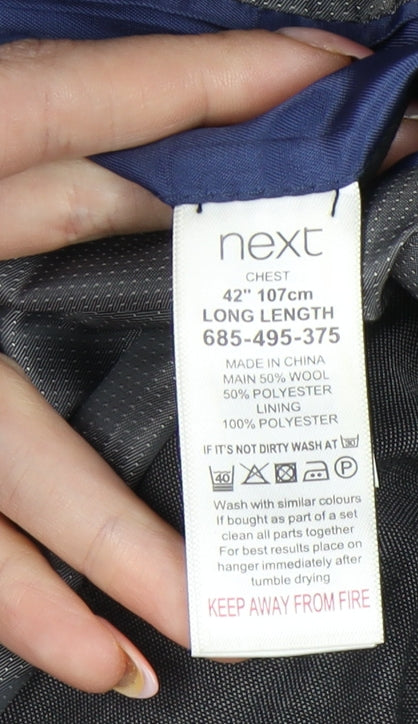 next
CHEST
42" 107cm
LONG LENGTH
685-495-375
MADE IN CHINA
MAIN 50% WOOL
50% POLYESTER
LINING
100% POLYESTER
IF IT'S NOT DIRTY WASH AT
40 P
Wash with similar colours
If bought as part of a set
clean all parts together
For best results place on
hanger immediately after
tumble drying
KEEP AWAY FROM FIRE